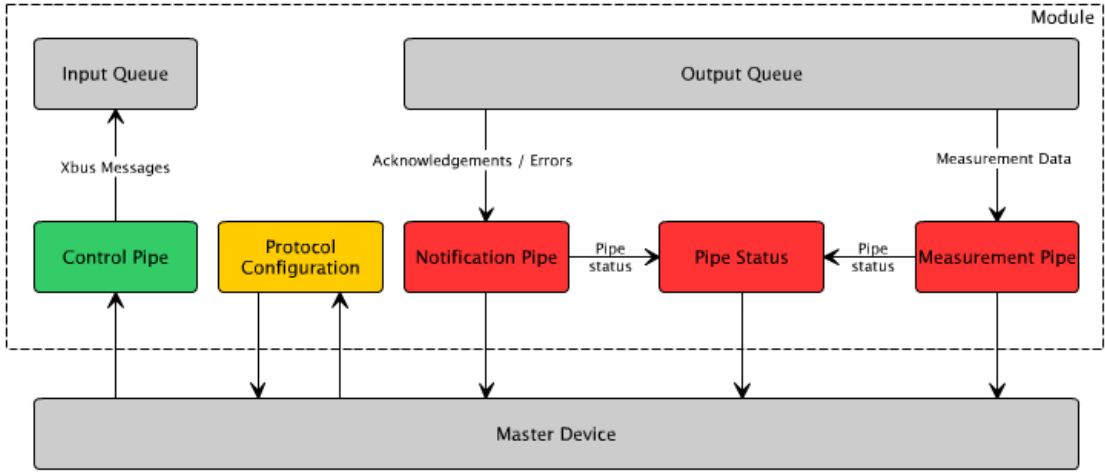 Module
Input Queue
Output Queue
Xbus Messages
Acknowledgements / Errors
Measurement Data
Control Pipe
Protocol
Configuration
Notification Pipe
Pipe
status
Pipe Status
Pipe
status
Measurement Pipe
Master Device